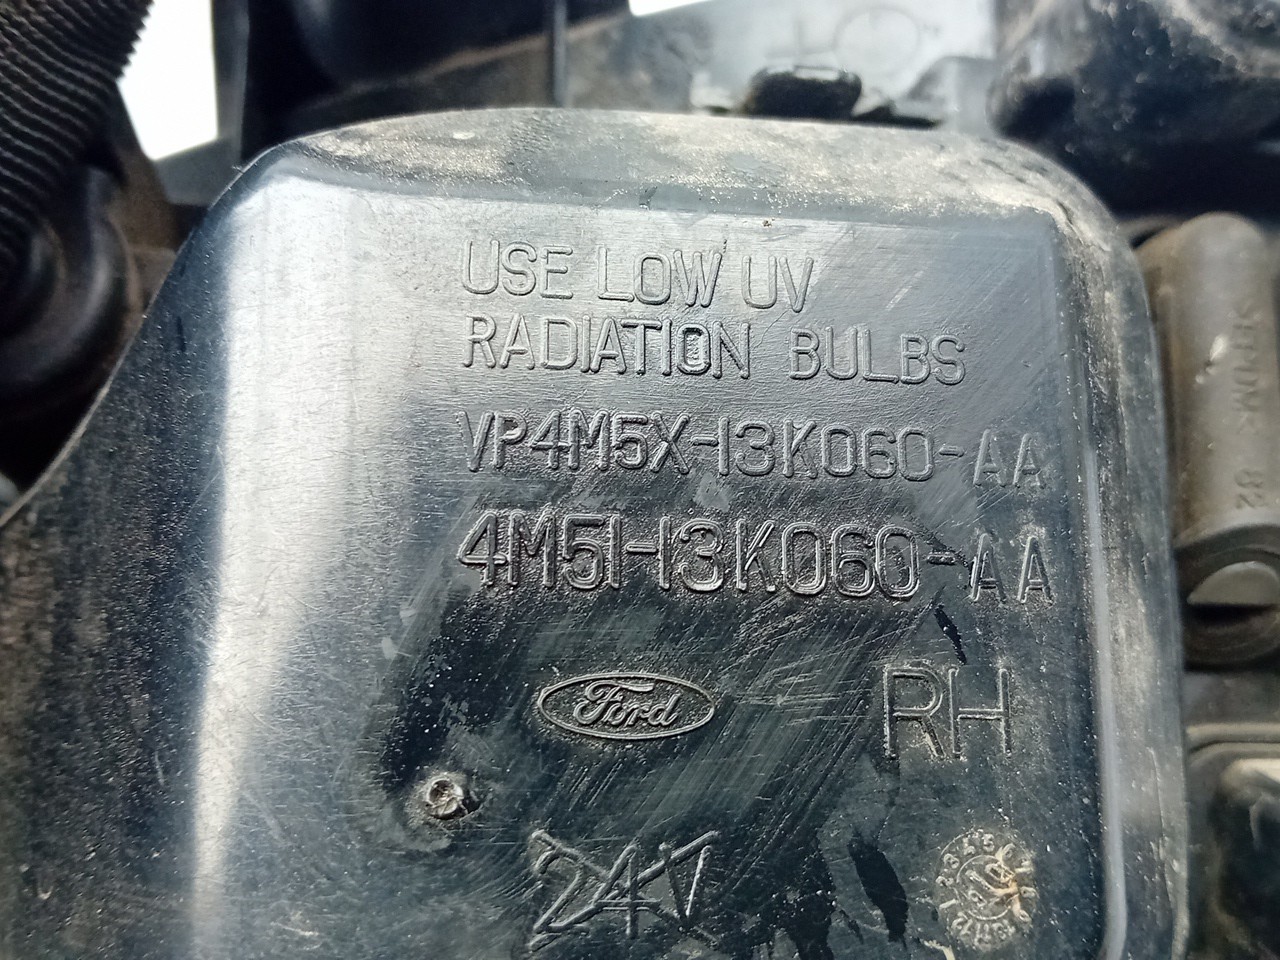 USE LOW UV
RADIATION BULBS
VP4M5X-13K060-AA
4M51-13K060-AA
Ford
RH
24V